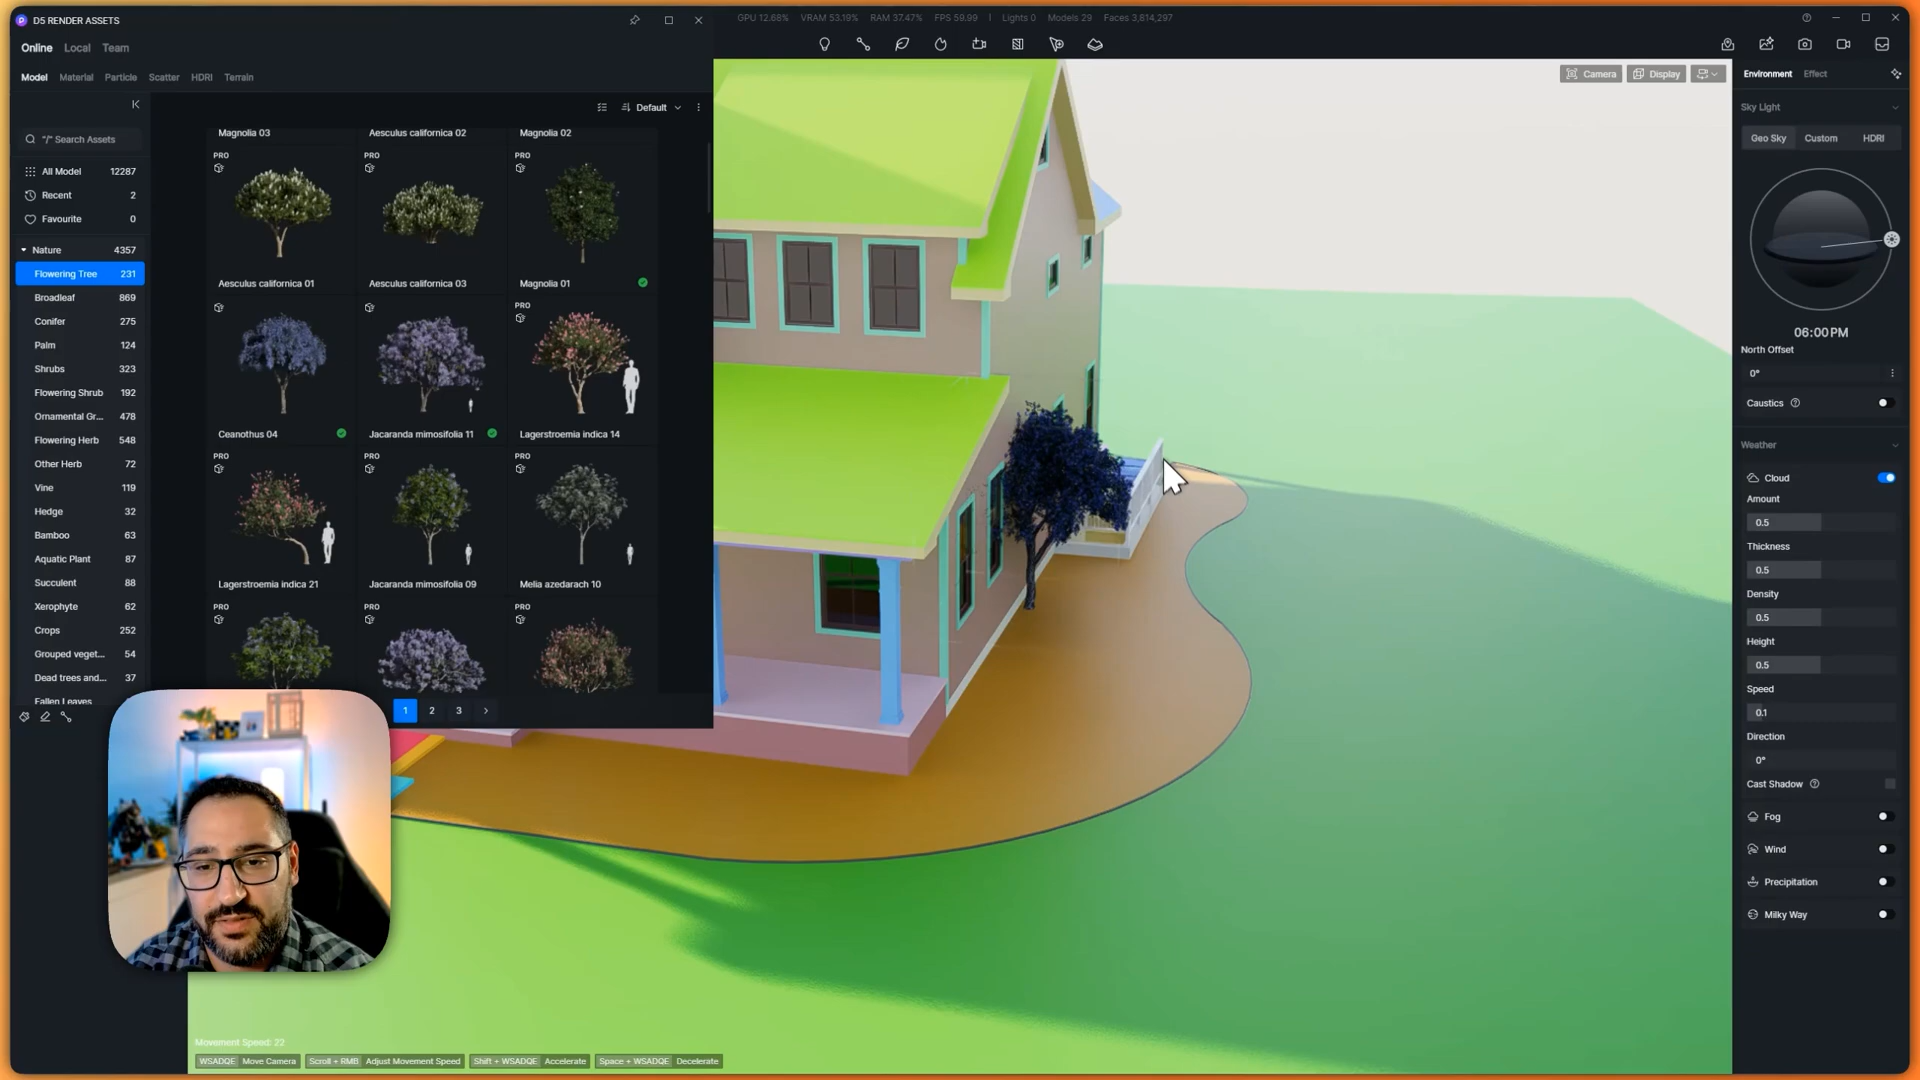 D5 RENDER ASSETS
GPU 12.68% VRAM 53.19% RAM 37.47% FPS 59.99 | Lights 0 Models 29 Faces 3,814,297
Online Local Team
Model Material Particle Scatter HDRI Terrain
Camera Display
Environment Effect
Default
Sky Light
"/" Search Assets
Geo Sky Custom HDRI
All Model 12287
Recent 2
Favourite 0
Nature 4357
Flowering Tree 231
Broadleaf 869
Conifer 275
Palm 124
Shrubs 323
Flowering Shrub 192
Ornamental Gr... 478
Flowering Herb 548
Other Herb 72
Vine 119
Hedge 32
Bamboo 63
Aquatic Plant 87
Succulent 88
Xerophyte 62
Crops 252
Grouped veget... 54
Dead trees and... 37
Fallen Leaves
Magnolia 03 Aesculus californica 02 Magnolia 02
PRO PRO PRO
Aesculus californica 01 Aesculus californica 03 Magnolia 01
PRO
Ceanothus 04 Jacaranda mimosifolia 11 Lagerstroemia indica 14
PRO PRO PRO
Lagerstroemia indica 21 Jacaranda mimosifolia 09 Melia azedarach 10
PRO PRO PRO
1 2 3
06:00PM
North Offset
0°
Caustics
Weather
Cloud
Amount
0.5
Thickness
0.5
Density
0.5
Height
0.5
Speed
0.1
Direction
0°
Cast Shadow
Fog
Wind
Precipitation
Milky Way
Movement Speed: 22
WSADQE Move Camera Scroll + RMB Adjust Movement Speed Shift + WSADQE Accelerate Space + WSADQE Decelerate